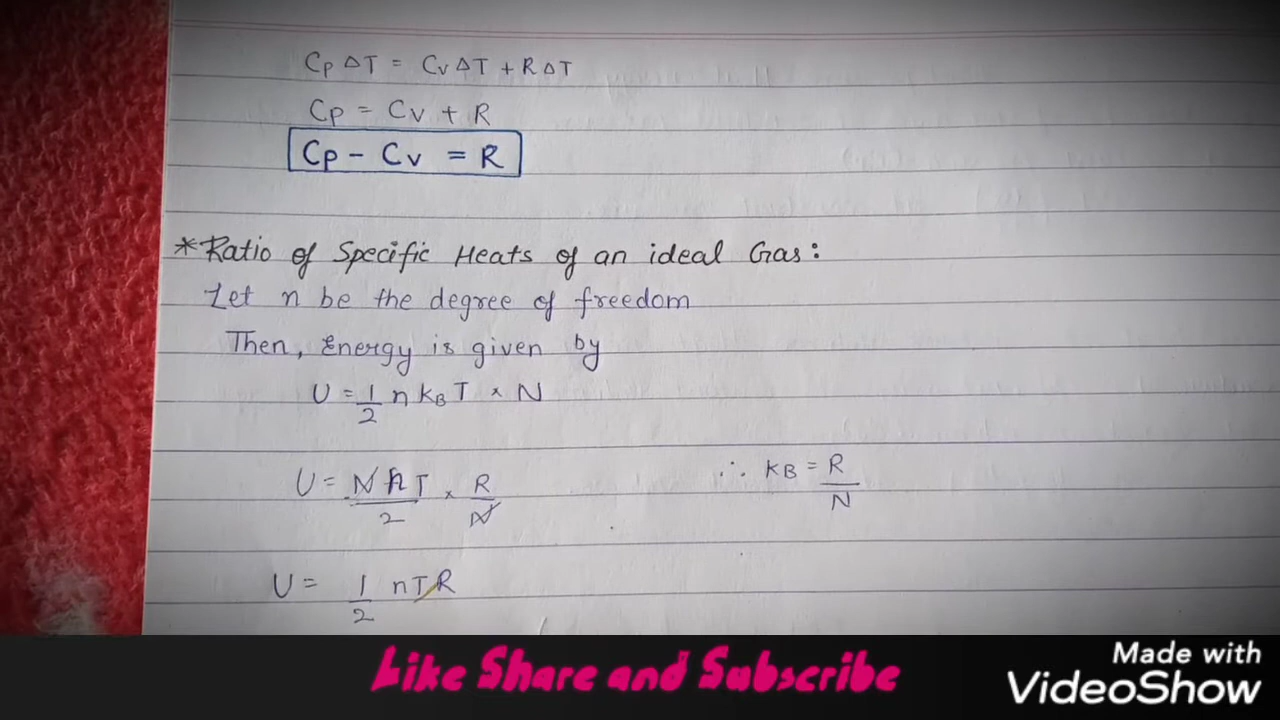 Cp ΔT = Cv ΔT + R ΔT
Cp = Cv + R
Cp - Cv = R
*Ratio of Specific Heats of an ideal Gas:
Let n be the degree of freedom
Then, Energy is given by
U = 1/2 n KB T × N
U = N n T / 2 × R / N ∴ KB = R / N
U = 1/2 nTR
Like Share and Subscribe
Made with
VideoShow